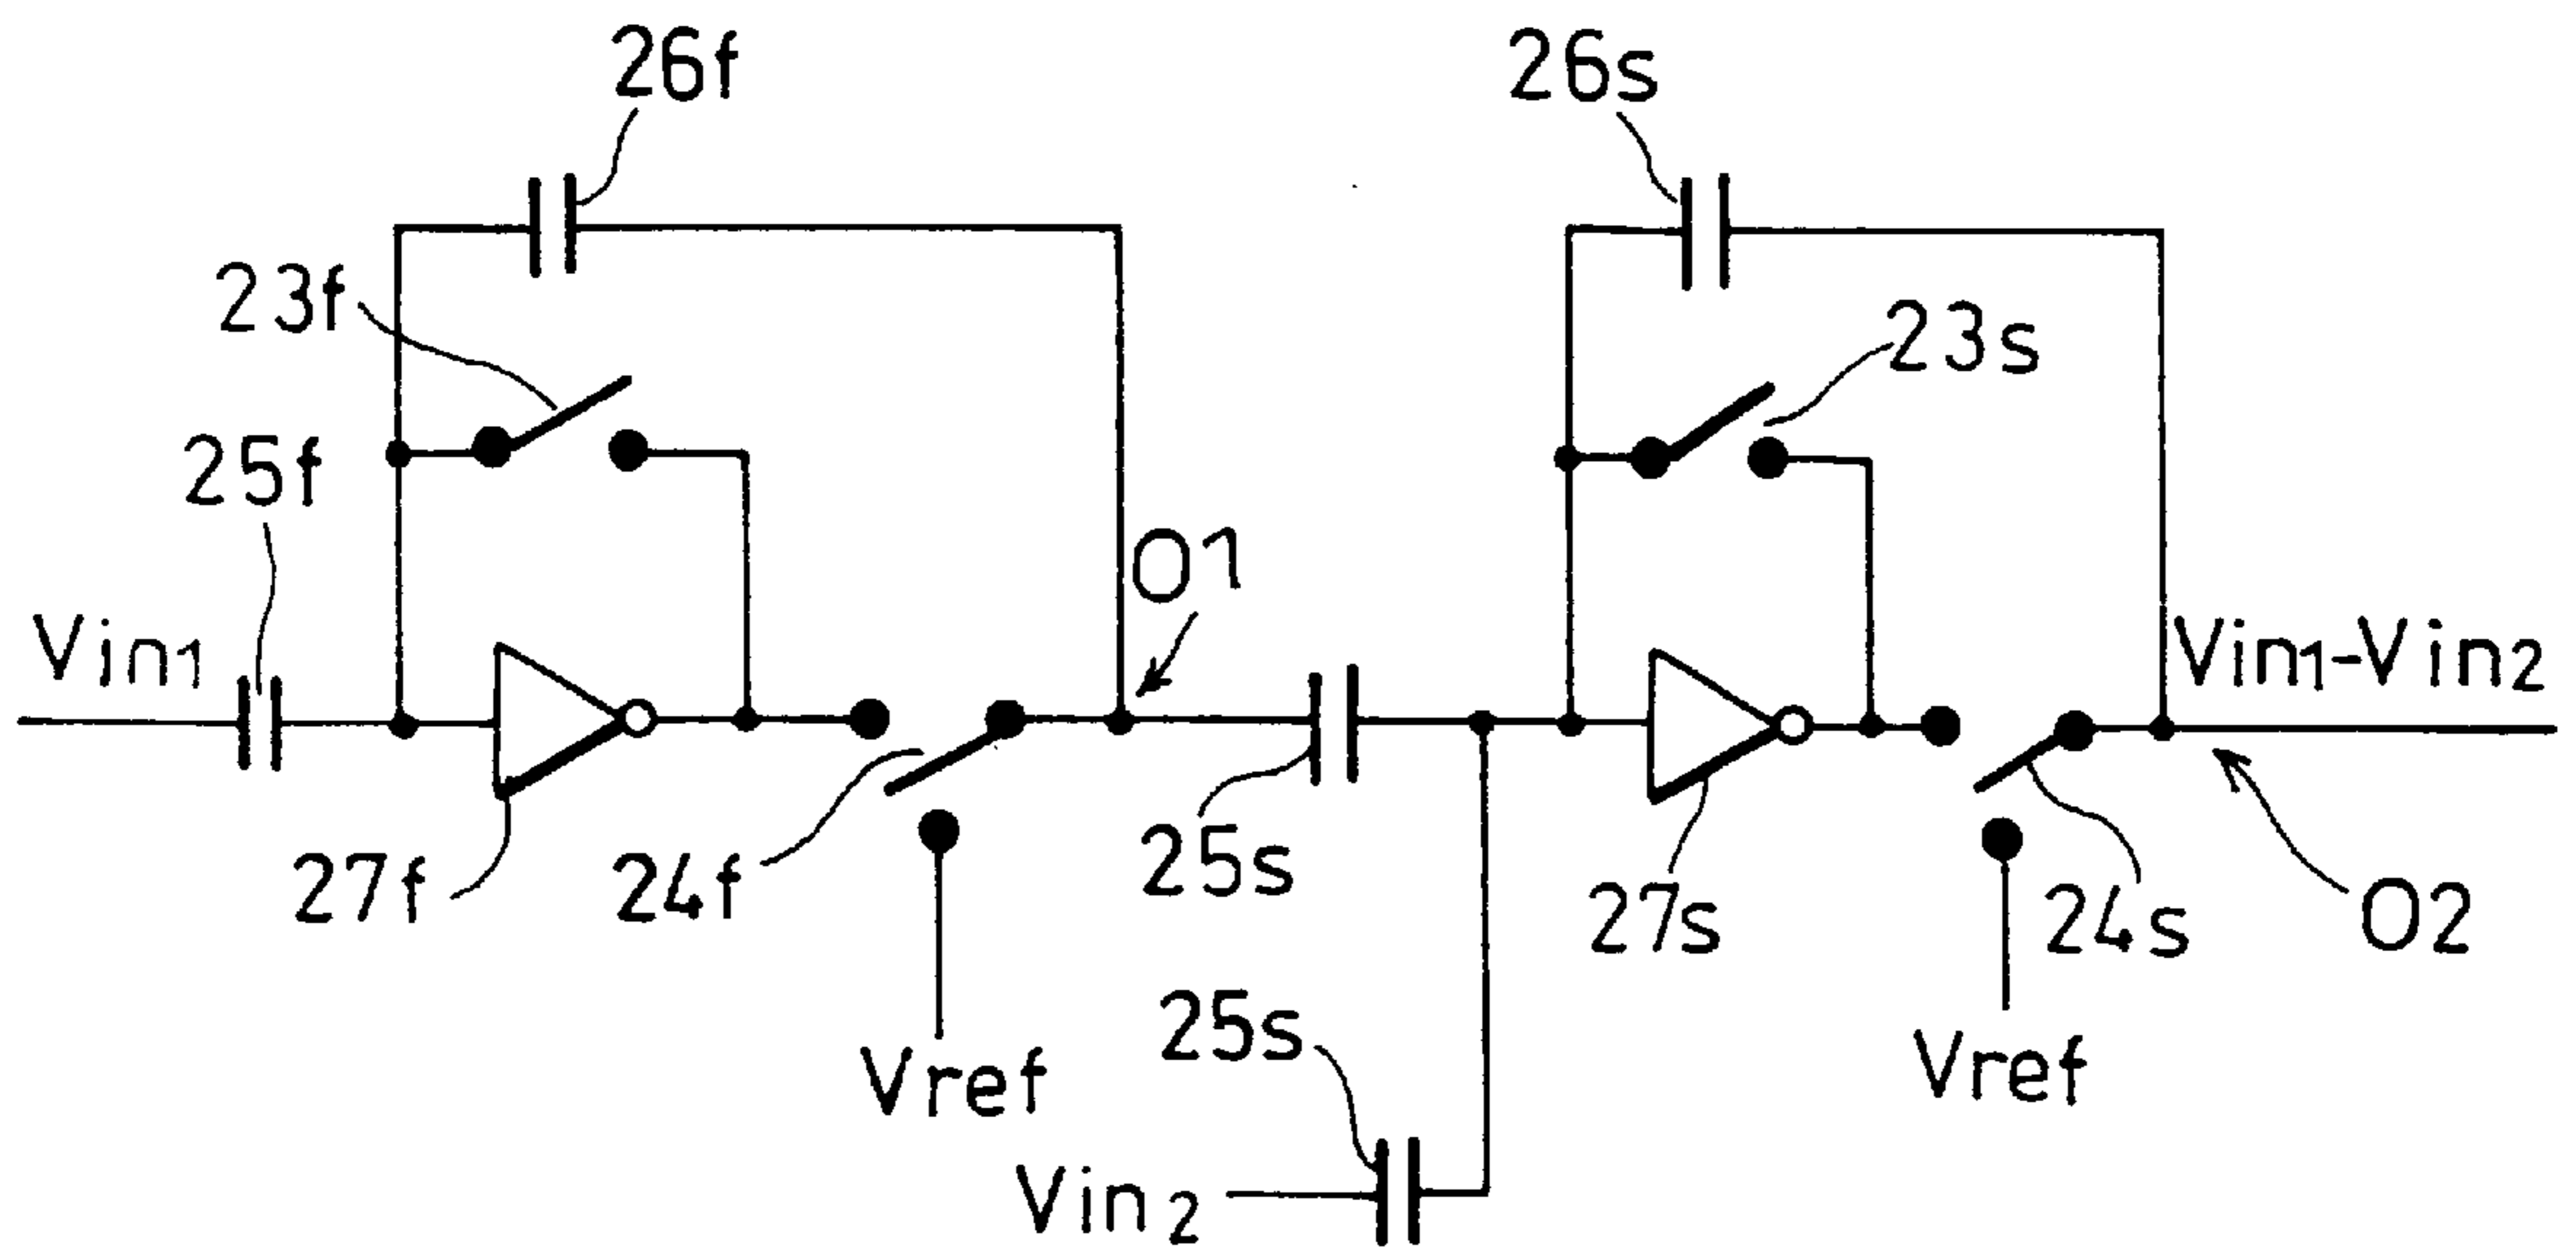 26f
26s
23f
23s
25f
O1
Vin1
Vin1-Vin2
27f
24f
25s
27s
24s
O2
25s
Vref
Vref
Vin2